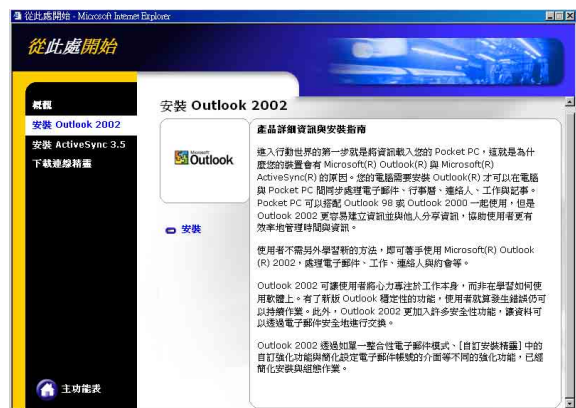 從此處開始 - Microsoft Internet Explorer
從此處開始
概觀
安裝 Outlook 2002
安裝 ActiveSync 3.5
下載連線精靈
主功能表
安裝 Outlook 2002
Microsoft
Outlook
安裝
產品詳細資訊與安裝指南
進入行動世界的第一步就是將資訊載入您的 Pocket PC，這就是為什
麼您的裝置會有 Microsoft(R) Outlook(R) 與 Microsoft(R)
ActiveSync(R) 的原因。您的電腦需要安裝 Outlook(R) 才可以在電腦
與 Pocket PC 間同步處理電子郵件、行事曆、連絡人、工作與記事。
Pocket PC 可以搭配 Outlook 98 或 Outlook 2000 一起使用，但是
Outlook 2002 更容易建立資訊並與他人分享資訊，協助使用者更有
效率地管理時間與資訊。
使用者不需另外學習新的方法，即可著手使用 Microsoft(R) Outlook
(R) 2002，處理電子郵件、工作、連絡人與約會等。
Outlook 2002 可讓使用者將心力專注於工作本身，而非在學習如何使
用軟體上。有了新版 Outlook 穩定性的功能，使用者就算發生錯誤仍可
以持續作業。此外，Outlook 2002 更加入許多安全性功能，讓資料可
以透過電子郵件安全地進行交換。
Outlook 2002 透過如單一整合性電子郵件模式、[自訂安裝精靈] 中的
自訂強化功能與簡化設定電子郵件帳號的介面等不同的強化功能，已經
簡化安裝與組態作業。